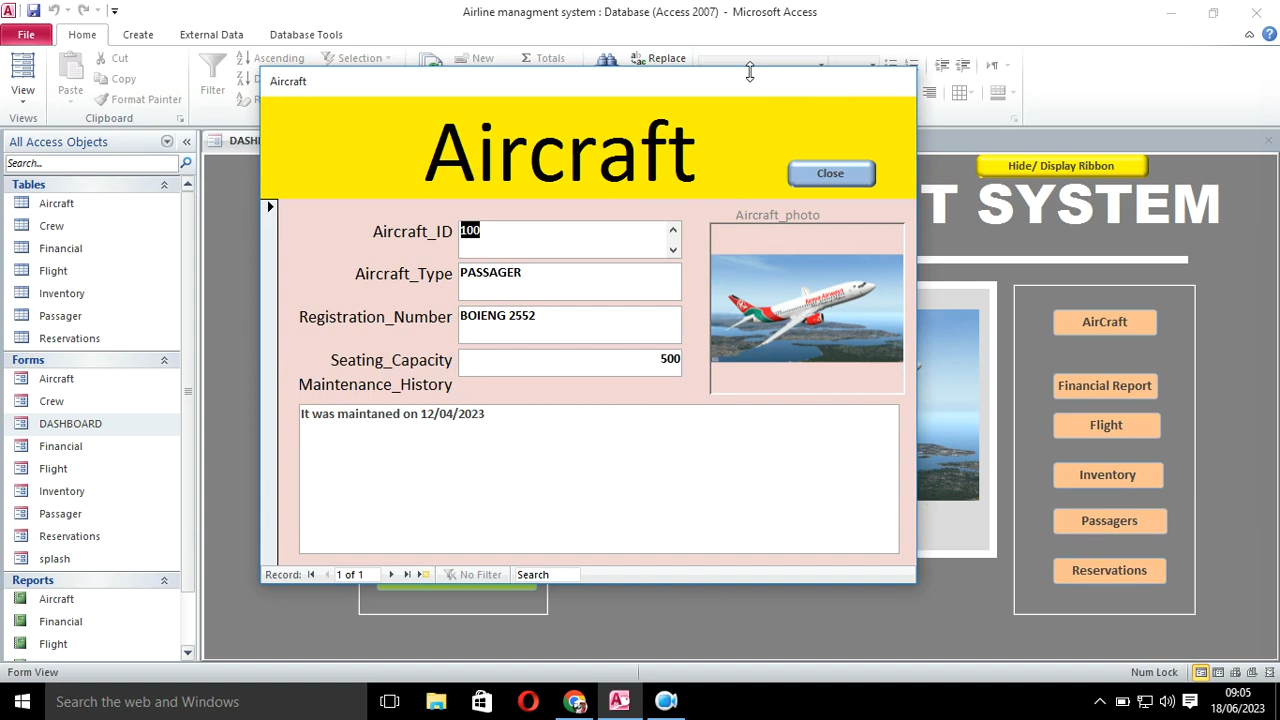 Airline managment system : Database (Access 2007) - Microsoft Access
File Home Create External Data Database Tools
View
Views
Paste
Cut
Copy
Format Painter
Clipboard
Filter
Ascending
Selection
New
Totals
Replace
All Access Objects
Search...
Tables
Aircraft
Crew
Financial
Flight
Inventory
Passager
Reservations
Forms
Aircraft
Crew
DASHBOARD
Financial
Flight
Inventory
Passager
Reservations
splash
Reports
Aircraft
Financial
Flight
DASH
Hide/ Display Ribbon
T SYSTEM
Aircraft
Aircraft
Close
Aircraft_ID 100
Aircraft_Type PASSAGER
Registration_Number BOIENG 2552
Seating_Capacity 500
Maintenance_History
It was maintaned on 12/04/2023
Aircraft_photo
Kenya Airways
Record: 1 of 1 No Filter Search
AirCraft
Financial Report
Flight
Inventory
Passagers
Reservations
Form View Num Lock
Search the web and Windows
09:05
18/06/2023